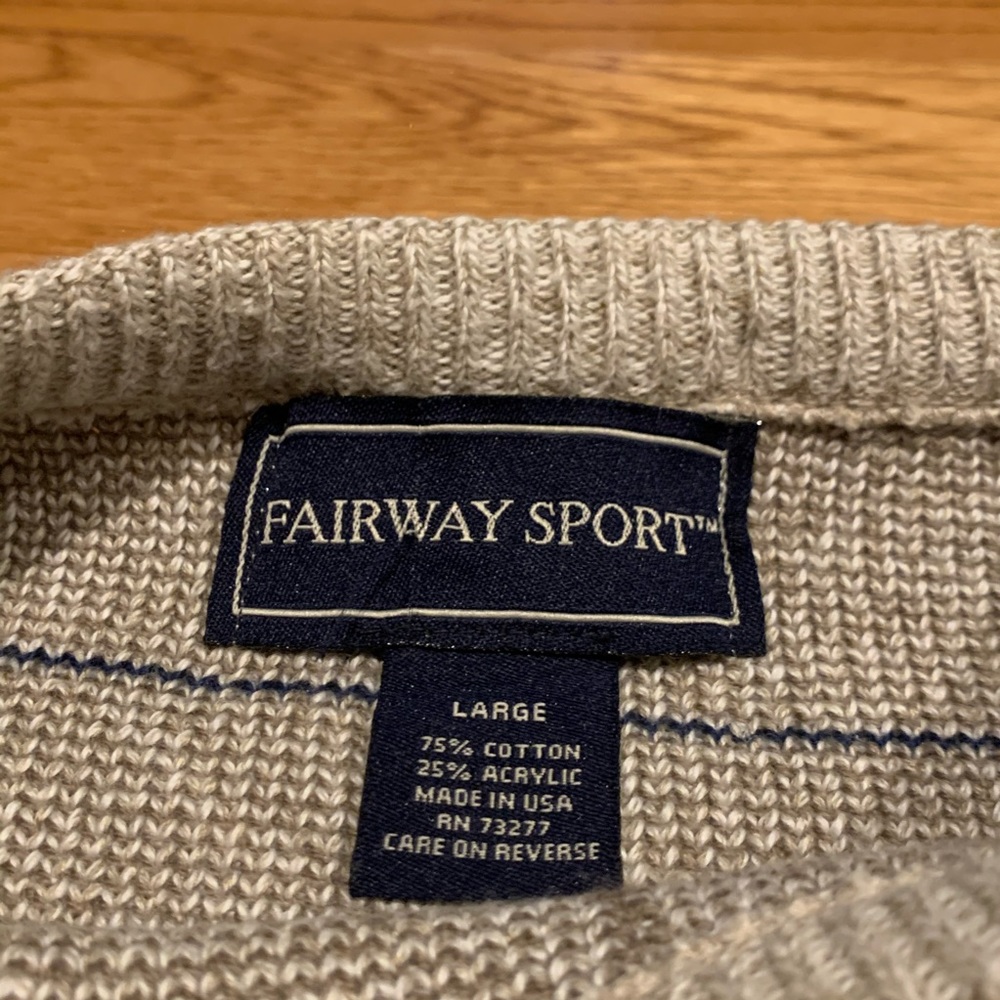 FAIRWAY SPORT™
LARGE
75% COTTON
25% ACRYLIC
MADE IN USA
RN 73277
CARE ON REVERSE